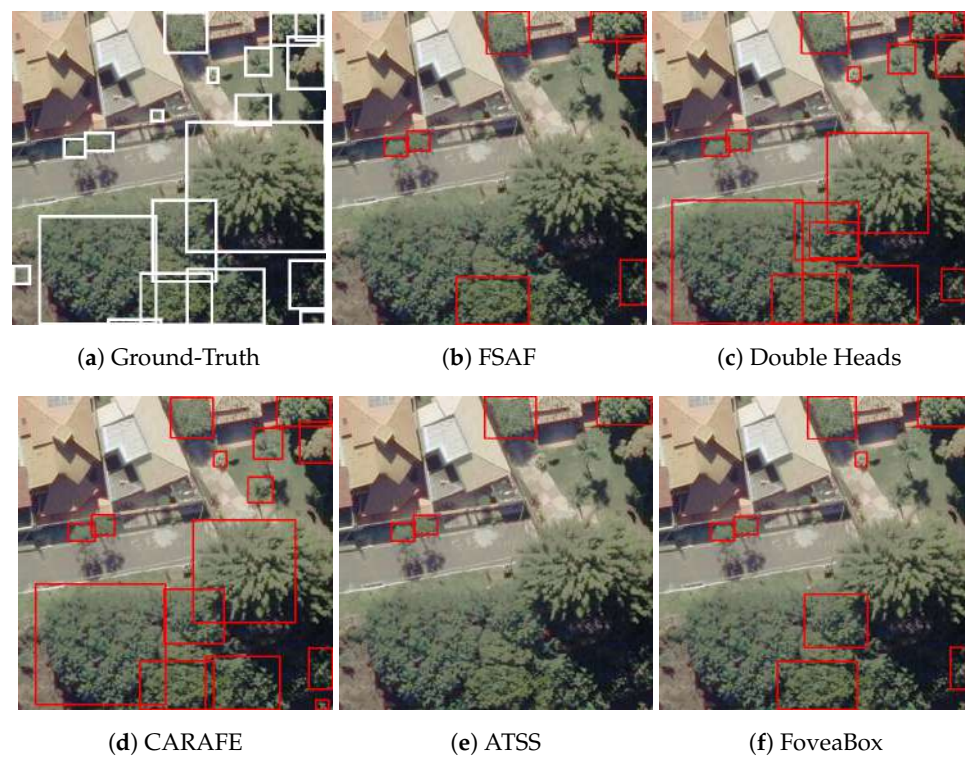 (a) Ground-Truth
(b) FSAF
(c) Double Heads
(d) CARAFE
(e) ATSS
(f) FoveaBox